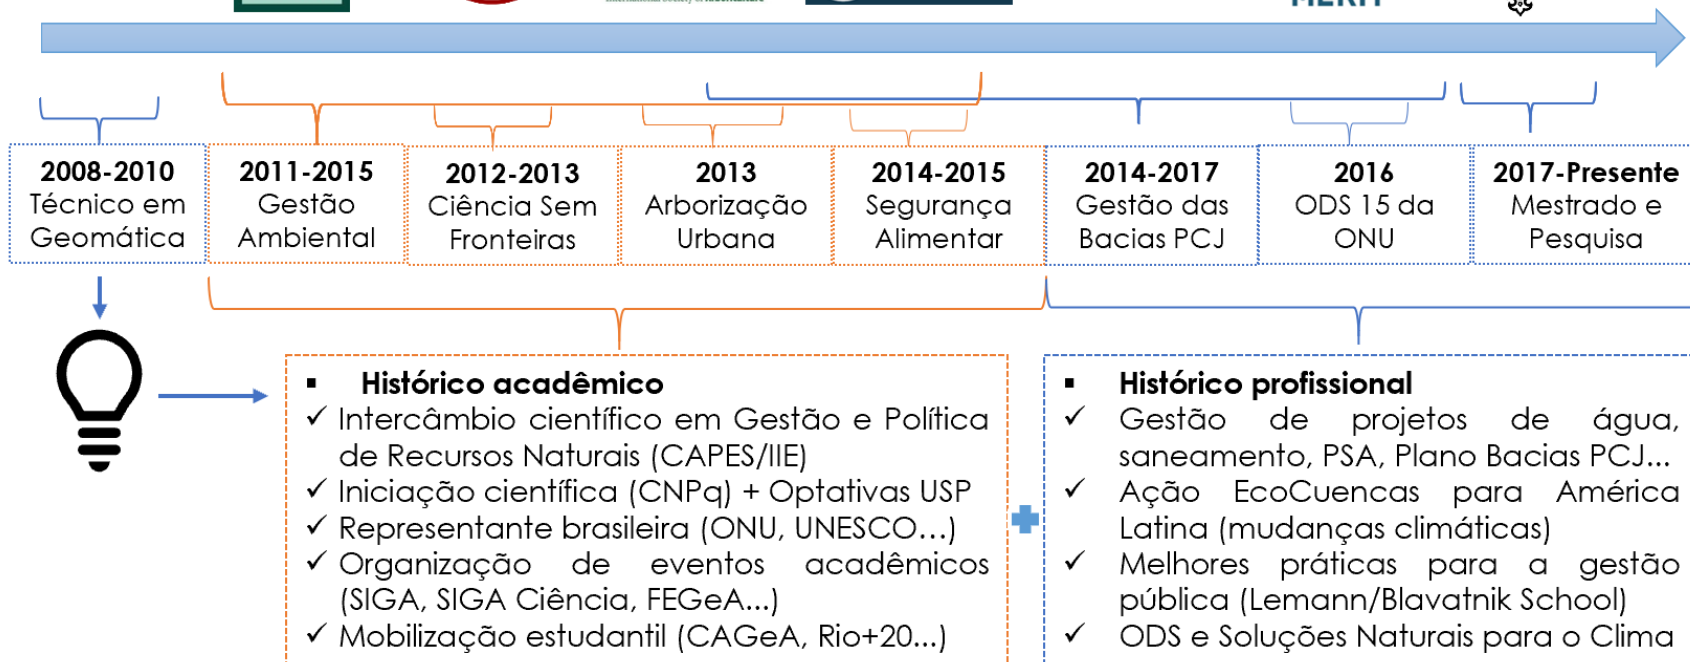 International Society of Arboriculture
MERIT
2008-2010
Técnico em
Geomática
2011-2015
Gestão
Ambiental
2012-2013
Ciência Sem
Fronteiras
2013
Arborização
Urbana
2014-2015
Segurança
Alimentar
2014-2017
Gestão das
Bacias PCJ
2016
ODS 15 da
ONU
2017-Presente
Mestrado e
Pesquisa
▪ Histórico acadêmico
✓ Intercâmbio científico em Gestão e Política
de Recursos Naturais (CAPES/IIE)
✓ Iniciação científica (CNPq) + Optativas USP
✓ Representante brasileira (ONU, UNESCO…)
✓ Organização de eventos acadêmicos
(SIGA, SIGA Ciência, FEGeA...)
✓ Mobilização estudantil (CAGeA, Rio+20...)
▪ Histórico profissional
✓ Gestão de projetos de água,
saneamento, PSA, Plano Bacias PCJ...
✓ Ação EcoCuencas para América
Latina (mudanças climáticas)
✓ Melhores práticas para a gestão
pública (Lemann/Blavatnik School)
✓ ODS e Soluções Naturais para o Clima